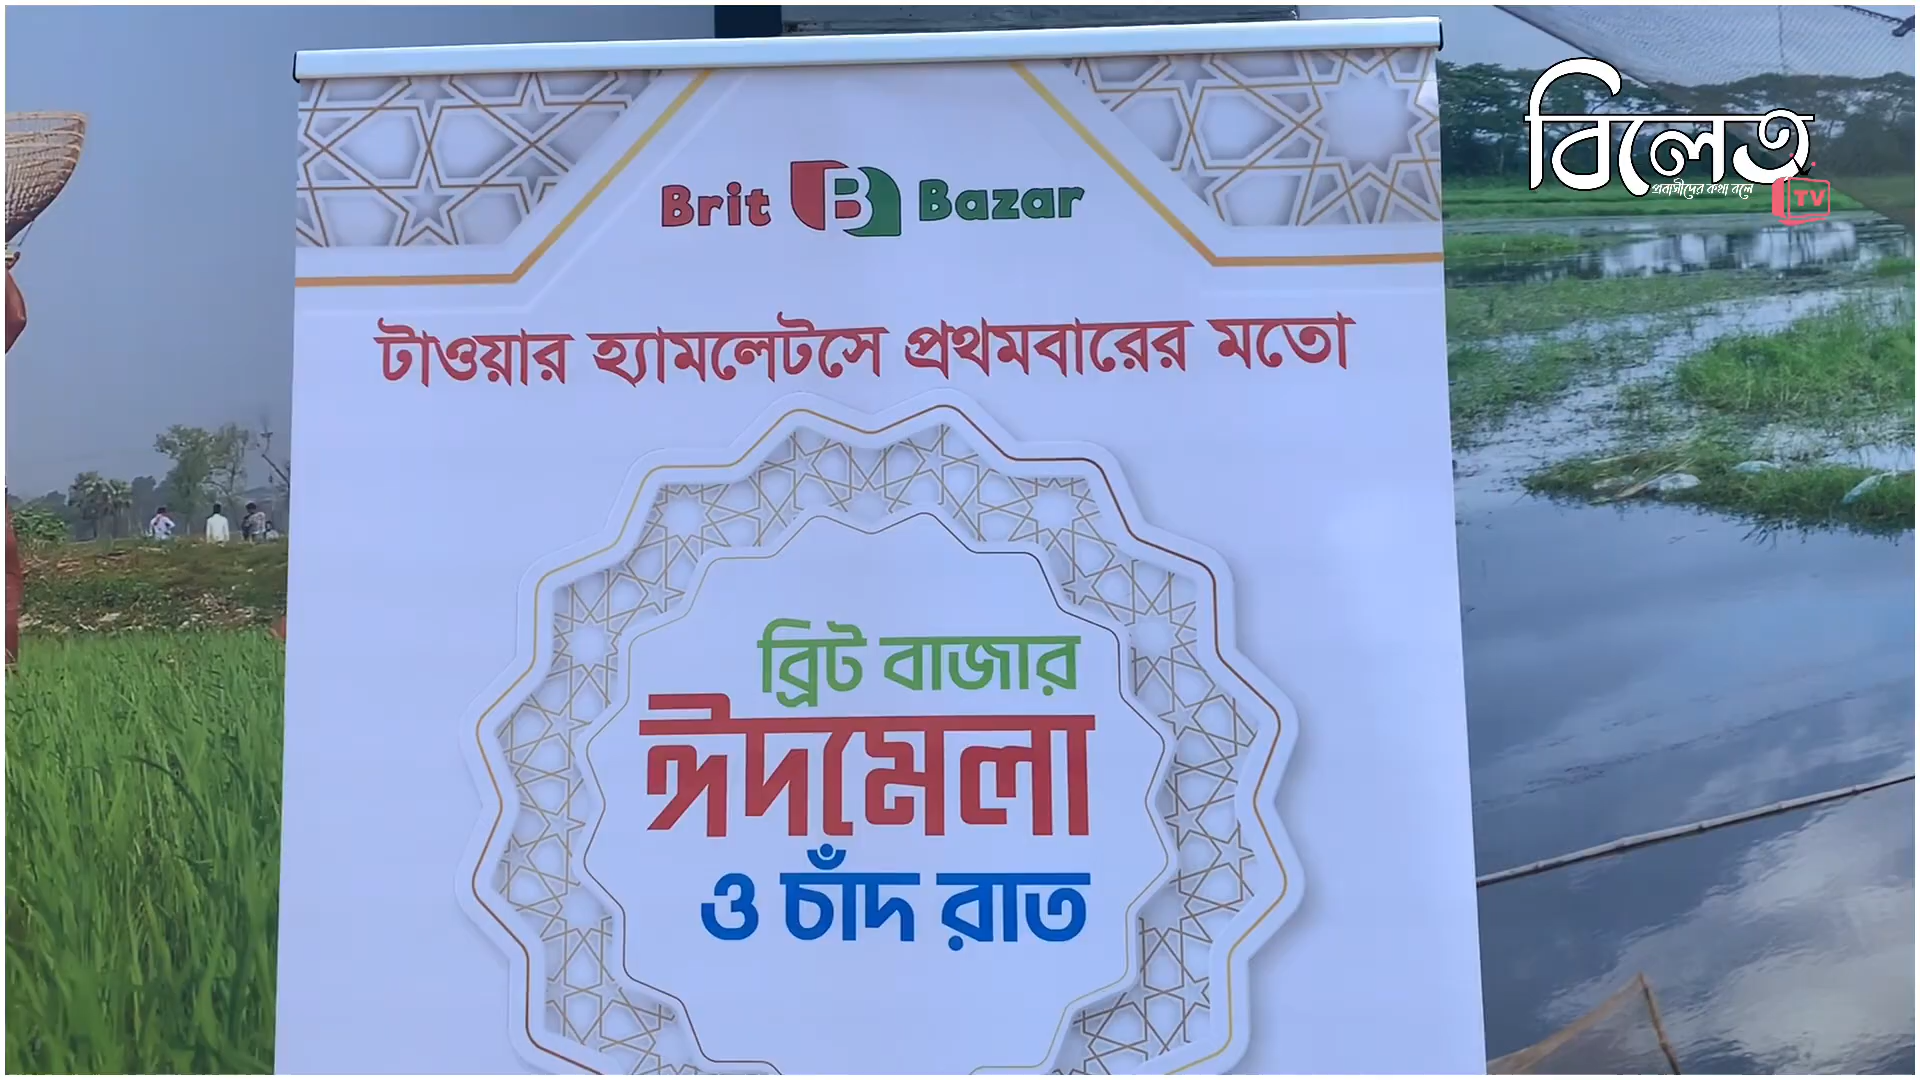 Brit B Bazar
টাওয়ার হ্যামলেটসে প্রথমবারের মতো
ব্রিট বাজার
ঈদমেলা
ও চাঁদ রাত
বিলেত
প্রবাসীদের কথা বলে
TV